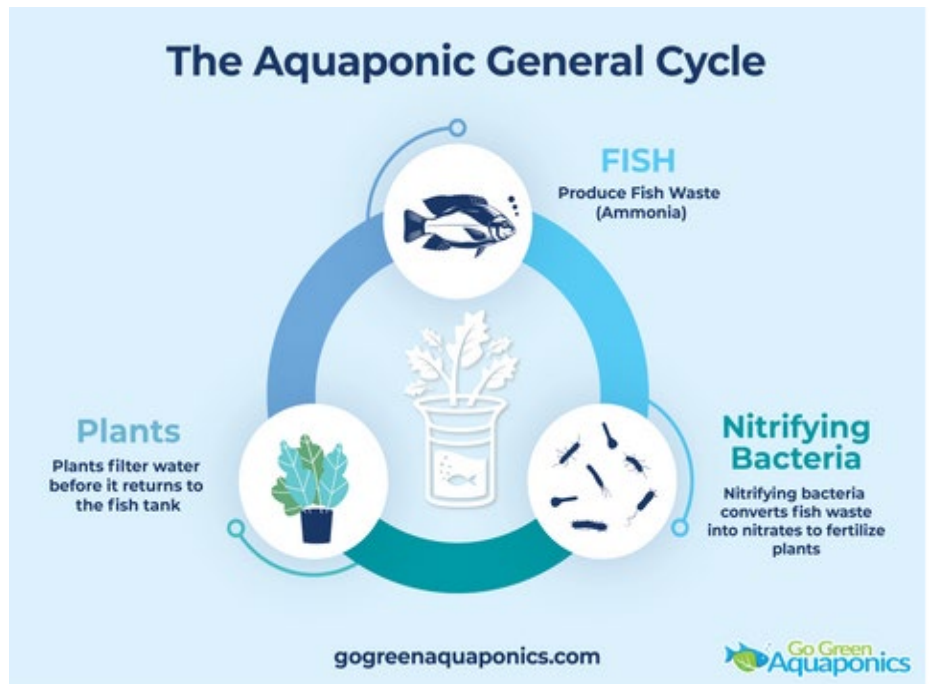 The Aquaponic General Cycle
FISH
Produce Fish Waste
(Ammonia)
Plants
Plants filter water
before it returns to
the fish tank
Nitrifying
Bacteria
Nitrifying bacteria
converts fish waste
into nitrates to fertilize
plants
gogreenaquaponics.com
Go Green
Aquaponics